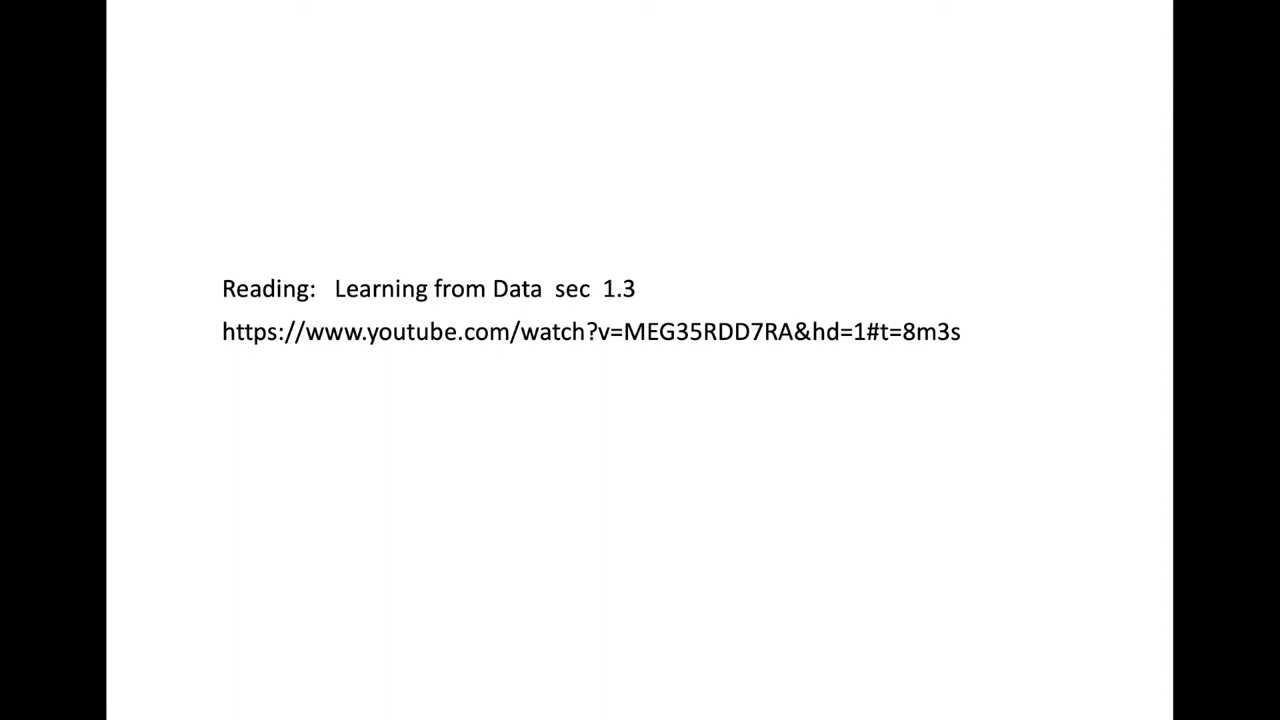 Reading:   Learning from Data  sec  1.3
https://www.youtube.com/watch?v=MEG35RDD7RA&hd=1#t=8m3s